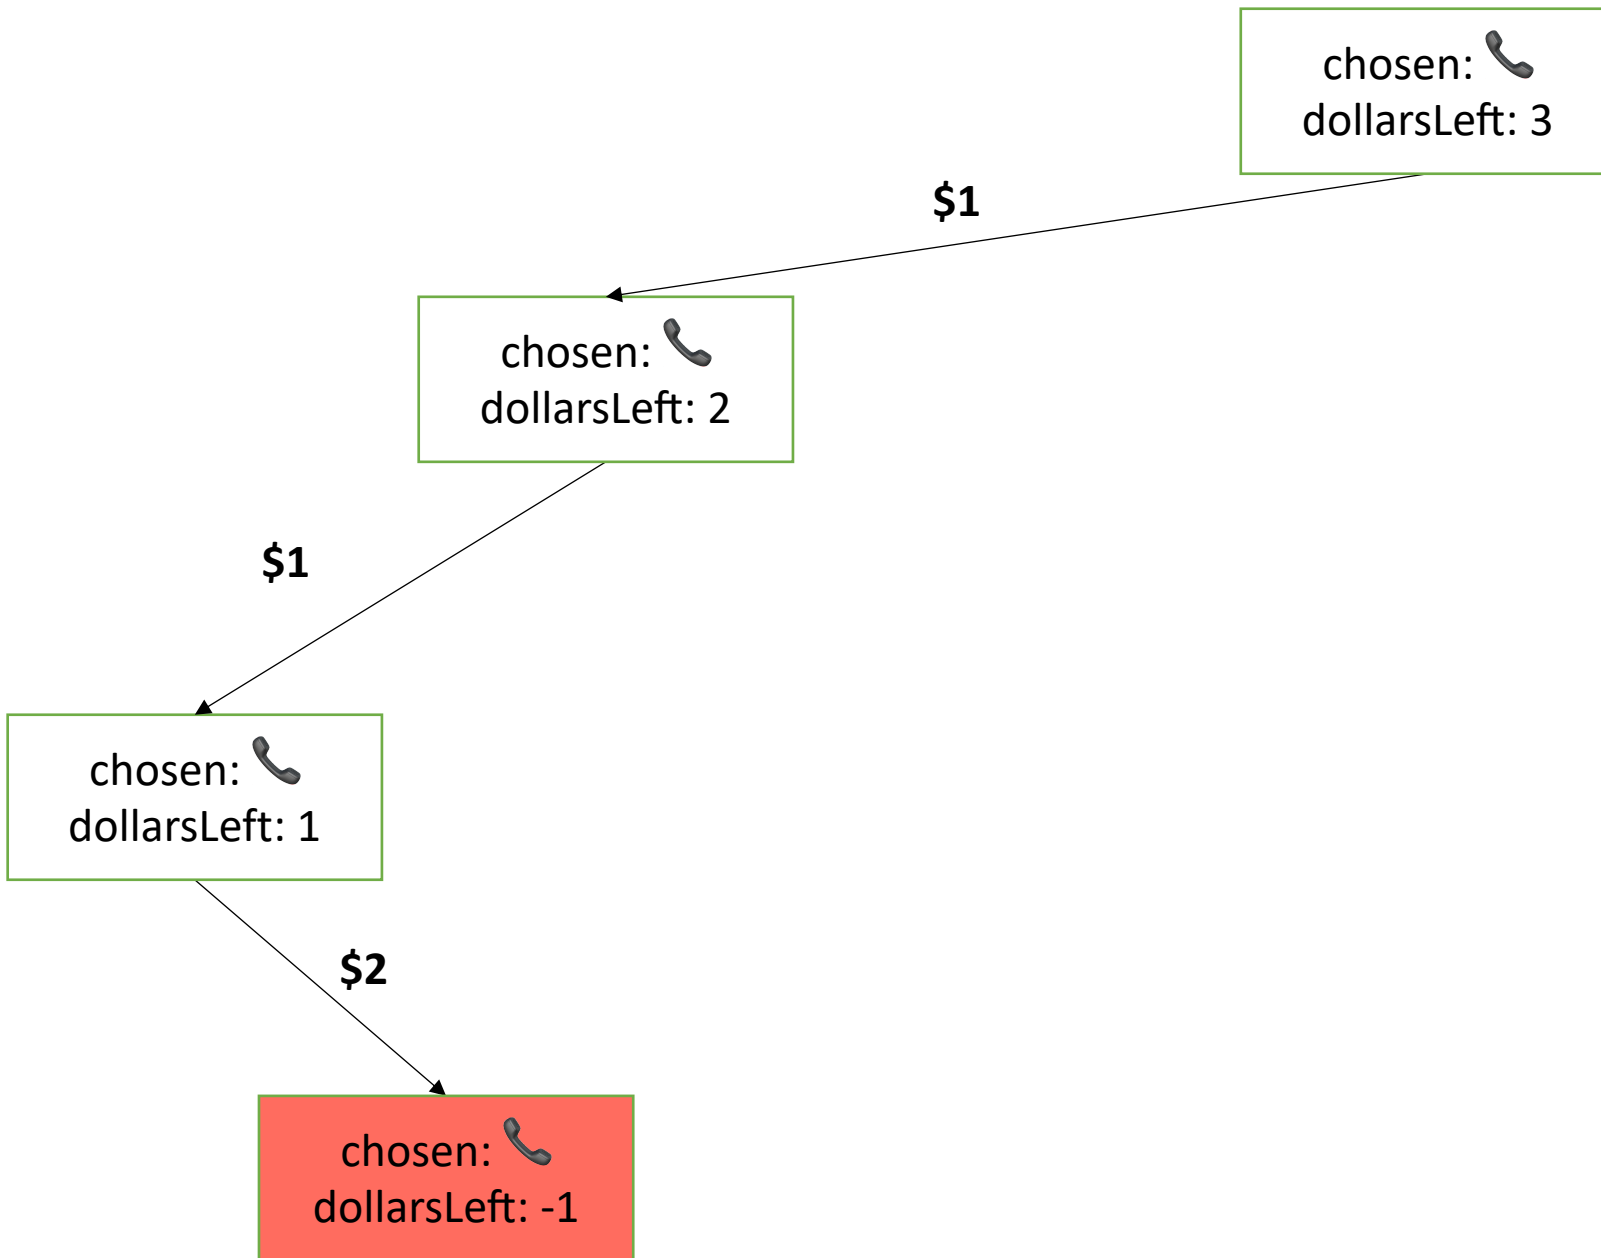 chosen: 📞
dollarsLeft: 3
$1
chosen: 📞
dollarsLeft: 2
$1
chosen: 📞
dollarsLeft: 1
$2
chosen: 📞
dollarsLeft: -1